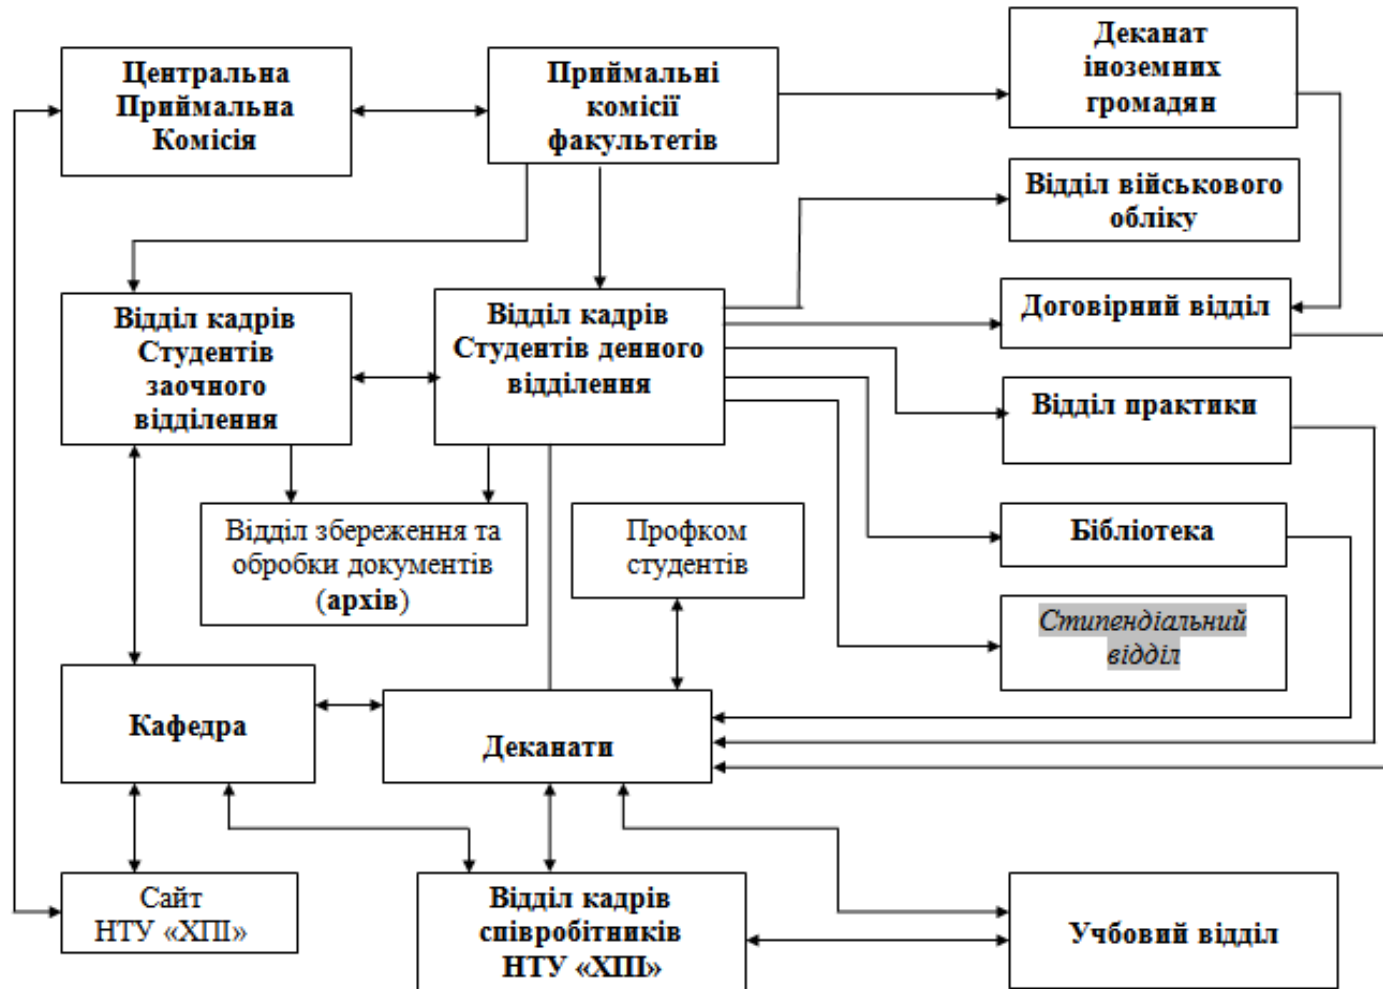 Центральна
Приймальна
Комісія
Приймальні
комісії
факультетів
Деканат
іноземних
громадян
Відділ військового
обліку
Відділ кадрів
Студентів
заочного
відділення
Відділ кадрів
Студентів денного
відділення
Договірний відділ
Відділ практики
Відділ збереження та
обробки документів
(архів)
Профком
студентів
Бібліотека
Стипендіальний
відділ
Кафедра
Деканати
Сайт
НТУ «ХПІ»
Відділ кадрів
співробітників
НТУ «ХПІ»
Учбовий відділ